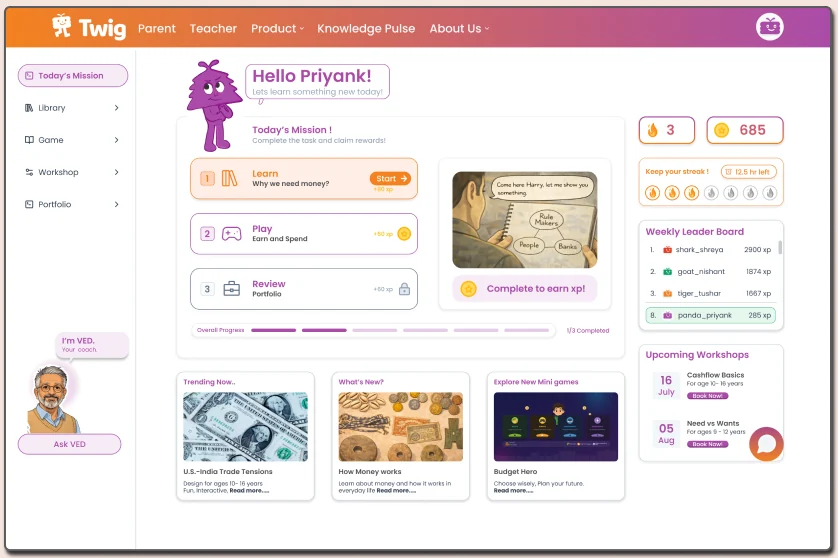 Twig
Parent
Teacher
Product
Knowledge Pulse
About Us
Today's Mission
Library
Game
Workshop
Portfolio
I'm VED.
Your coach.
Ask VED
Hello Priyank!
Lets learn something new today!
Today's Mission !
Complete the task and claim rewards!
1
Learn
Why we need money?
Start
+60 xp
2
Play
Earn and Spend
+60 xp
3
Review
Portfolio
+60 xp
Come here Harry, let me show you
something.
Rule
Makers
People
Banks
Complete to earn xp!
Overall Progress
1/3 Completed
Trending Now..
U.S.-India Trade Tensions
Design for ages 10- 16 years
Fun, Interactive, Read more.....
What's New?
How Money works
Learn about money and how it works in
everyday life Read more.....
Explore New Mini games
Budget Hero
Choose wisely, Plan your future.
Read more.....
3
685
Keep your streak !
12.5 hr left
Weekly Leader Board
1. shark_shreya 2900 xp
2. goat_nishant 1874 xp
3. tiger_tushar 1667 xp
8. panda_priyank 285 xp
Upcoming Workshops
16
July
Cashflow Basics
For age 10- 16 years
Book Now!
05
Aug
Need vs Wants
For ages 9 - 12 years
Book Now!